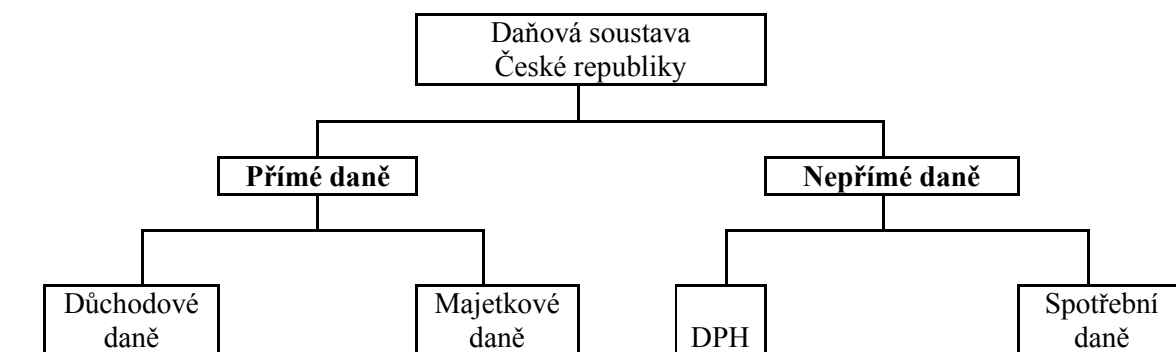 Daňová soustava
České republiky
Přímé daně
Nepřímé daně
Důchodové
daně
Majetkové
daně
DPH
Spotřební
daně